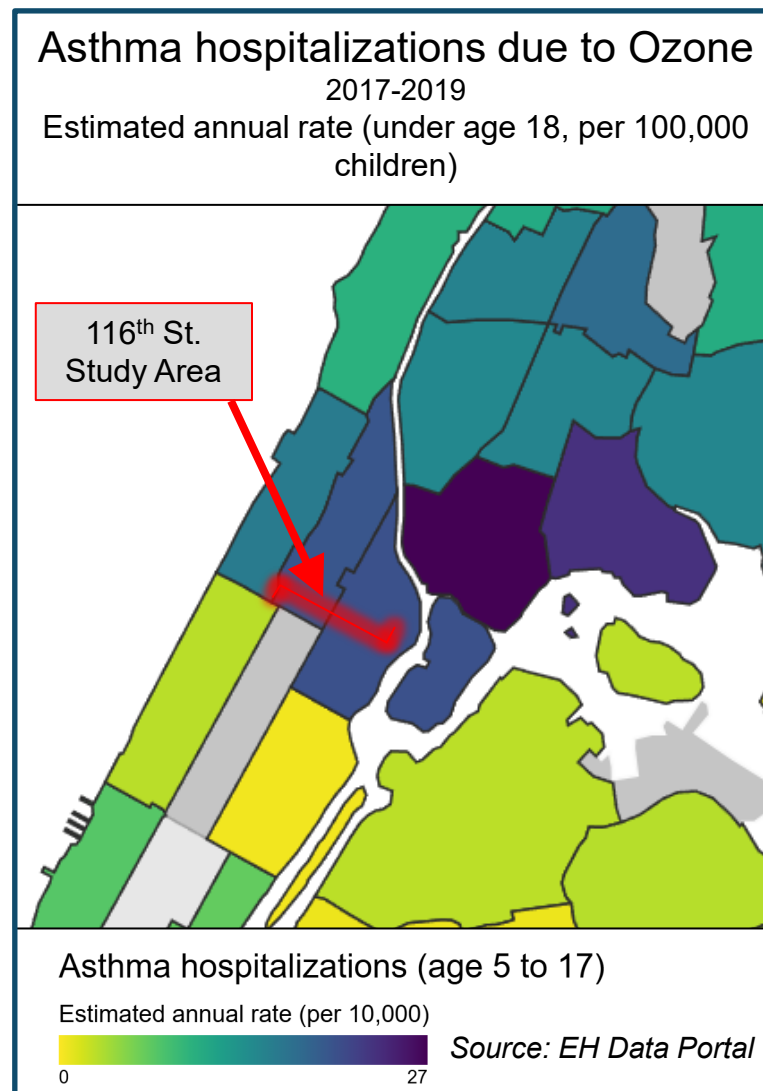 Asthma hospitalizations due to Ozone
2017-2019
Estimated annual rate (under age 18, per 100,000
children)
116th St.
Study Area
Asthma hospitalizations (age 5 to 17)
Estimated annual rate (per 10,000)
0
27
Source: EH Data Portal